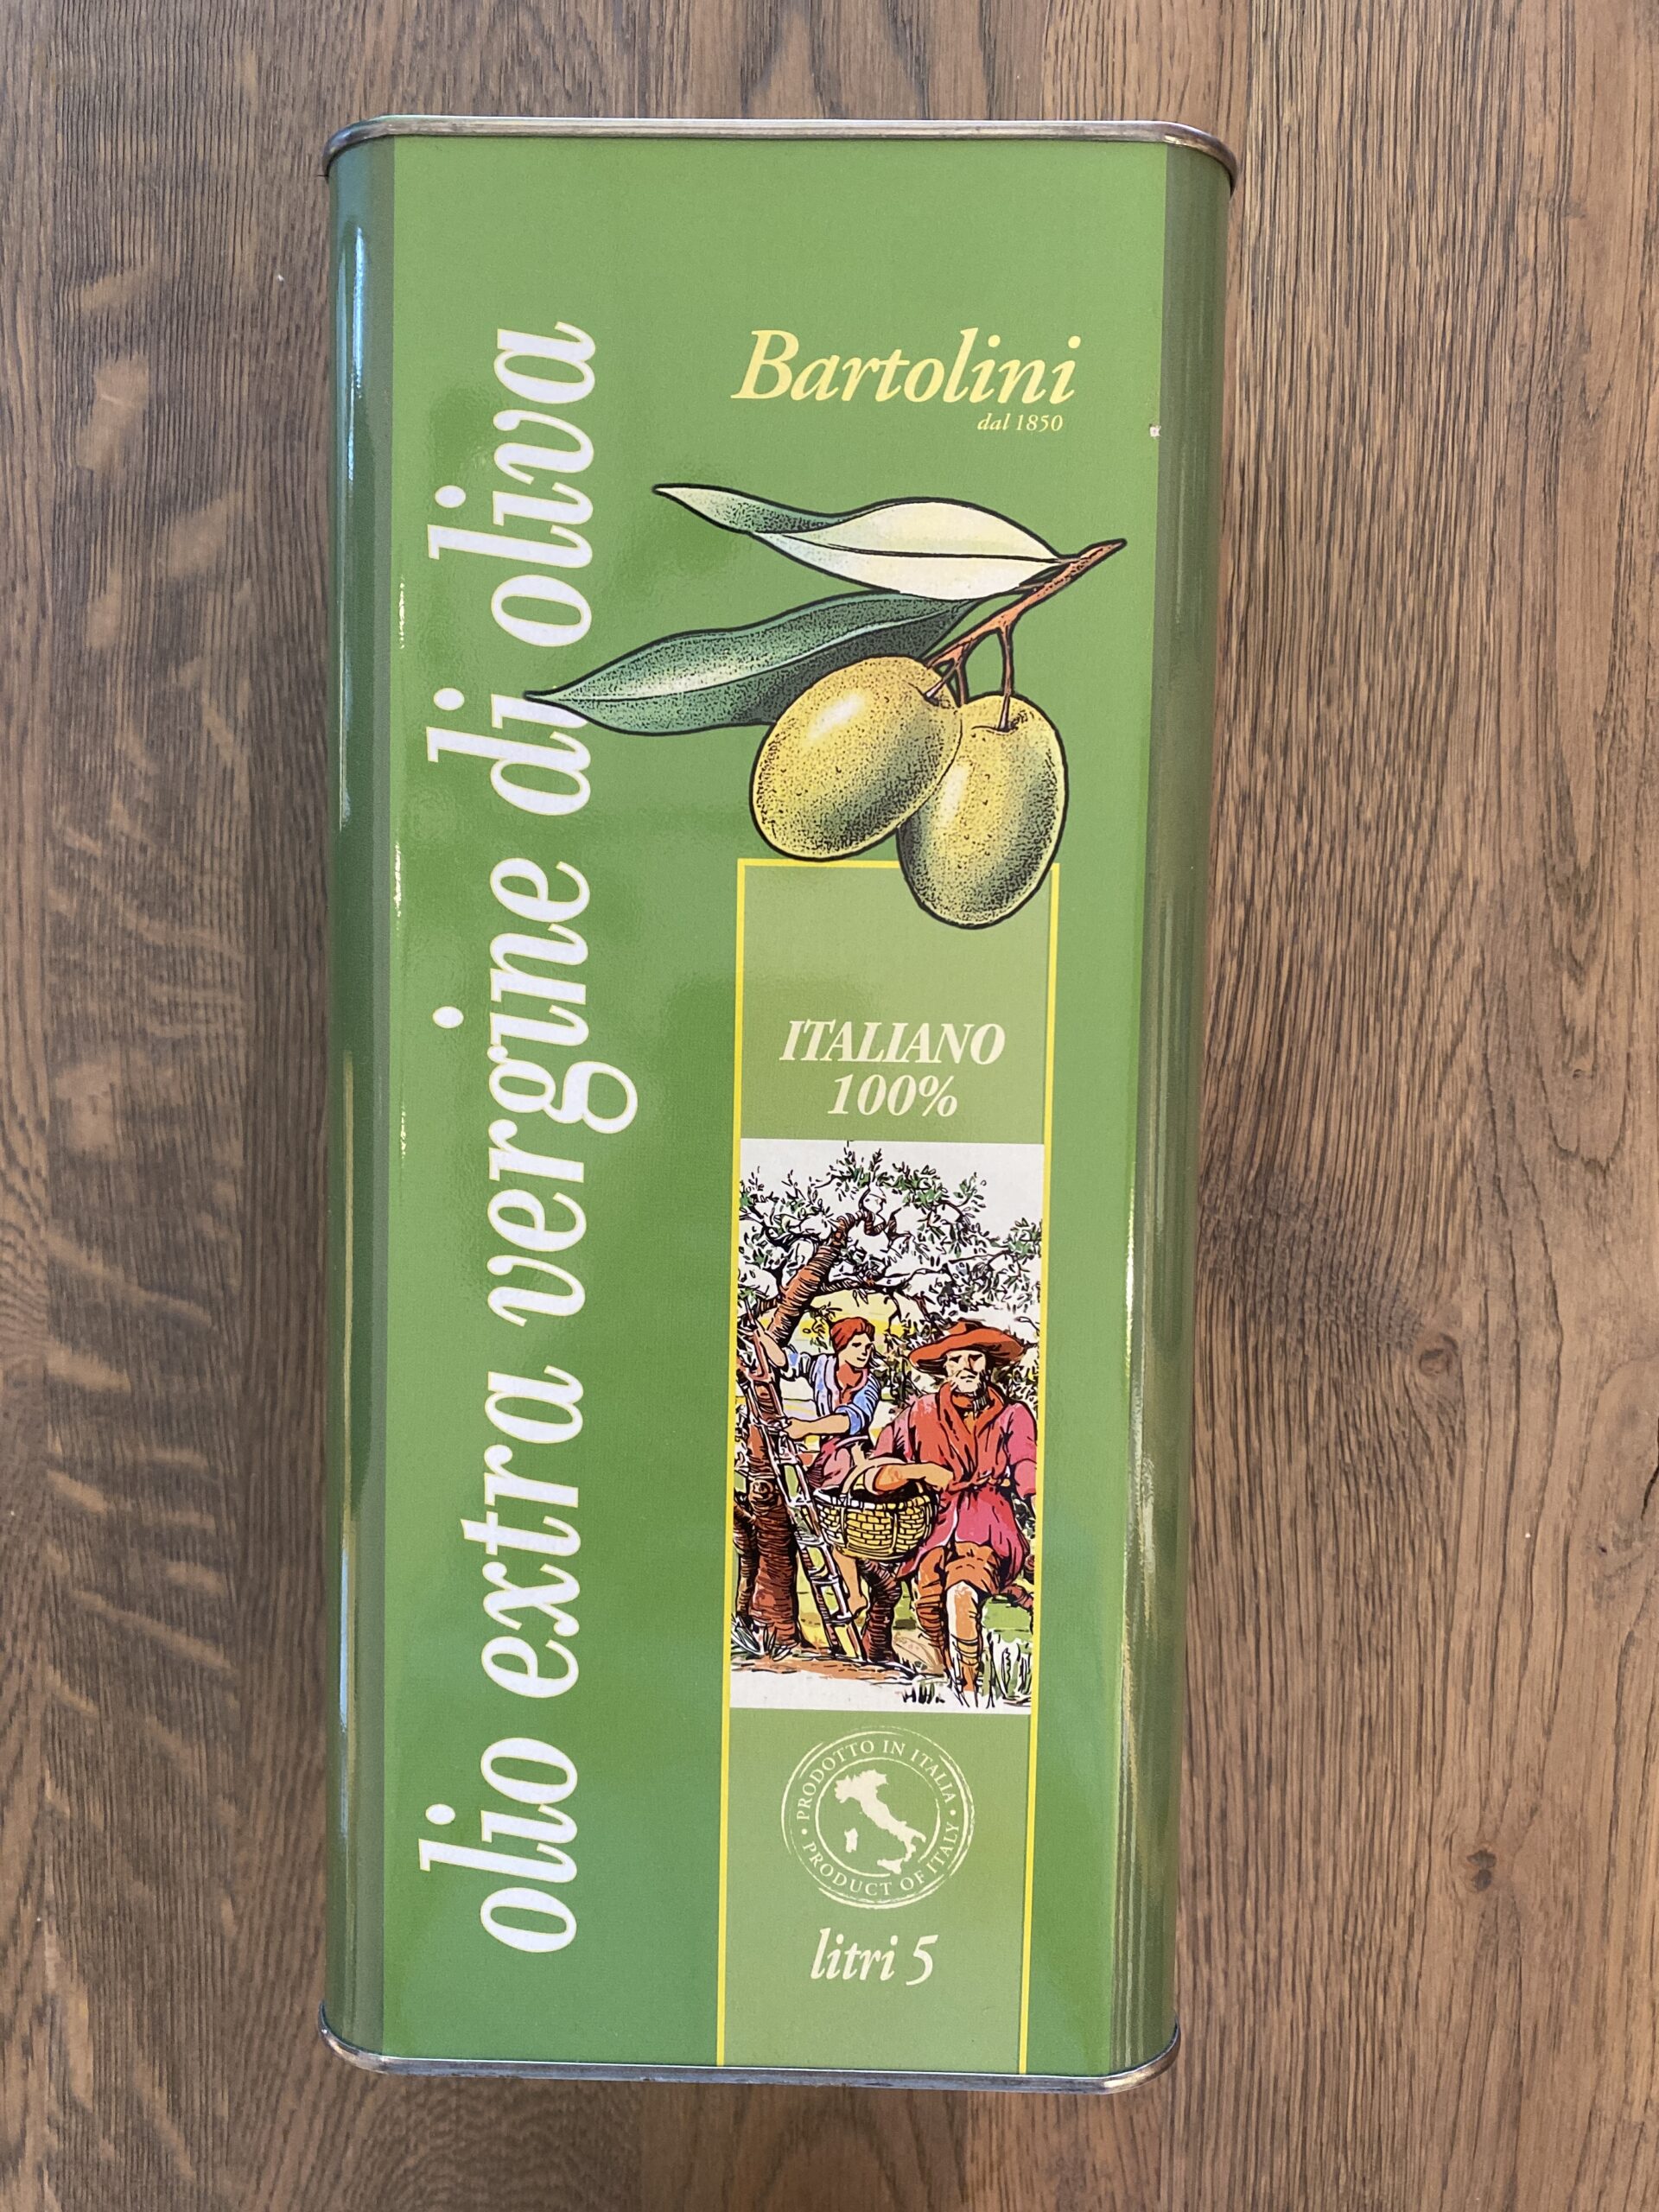 Bartolini
dal 1850
olio extra vergine di oliva
ITALIANO
100%
• PRODOTTO IN ITALIA •
PRODUCT OF ITALY
litri 5